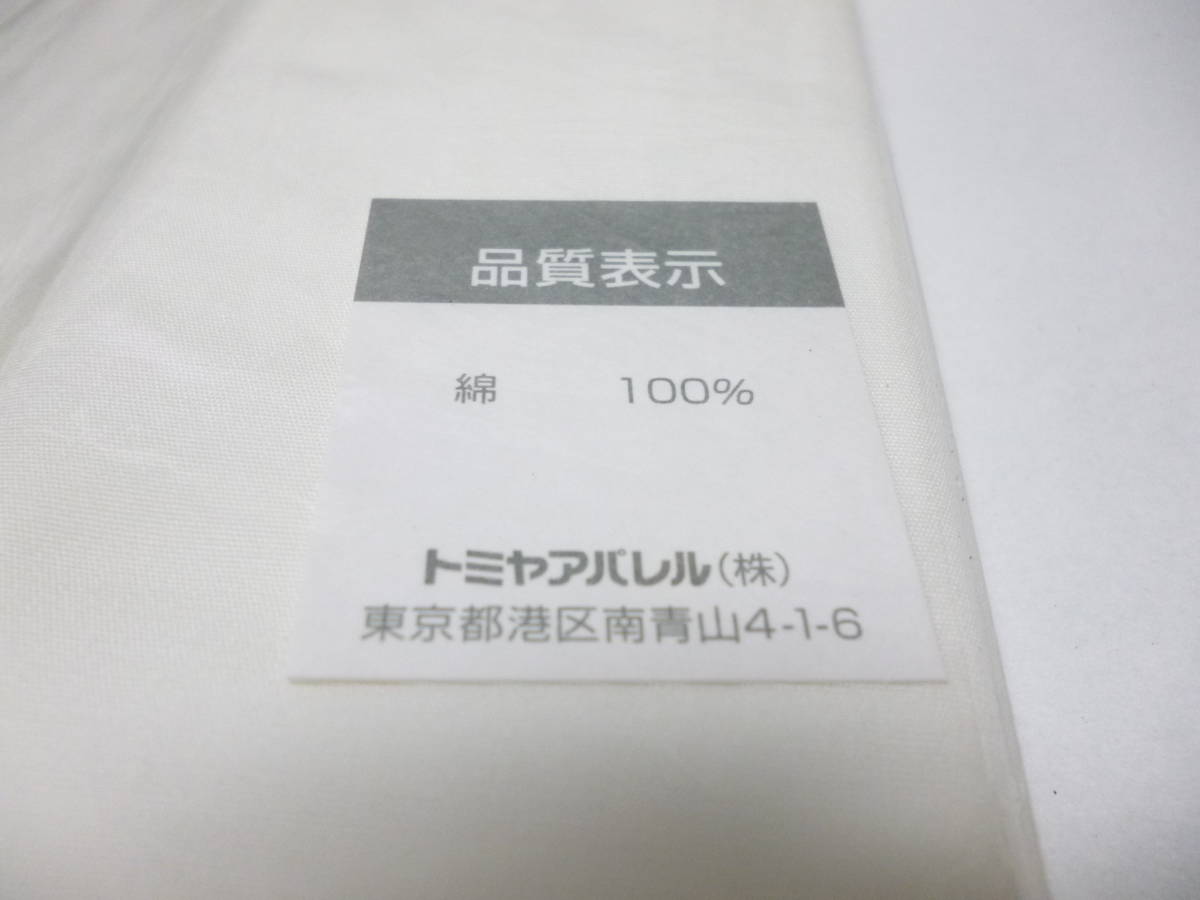 品質表示
綿 100%
トミヤアパレル(株)
東京都港区南青山4-1-6